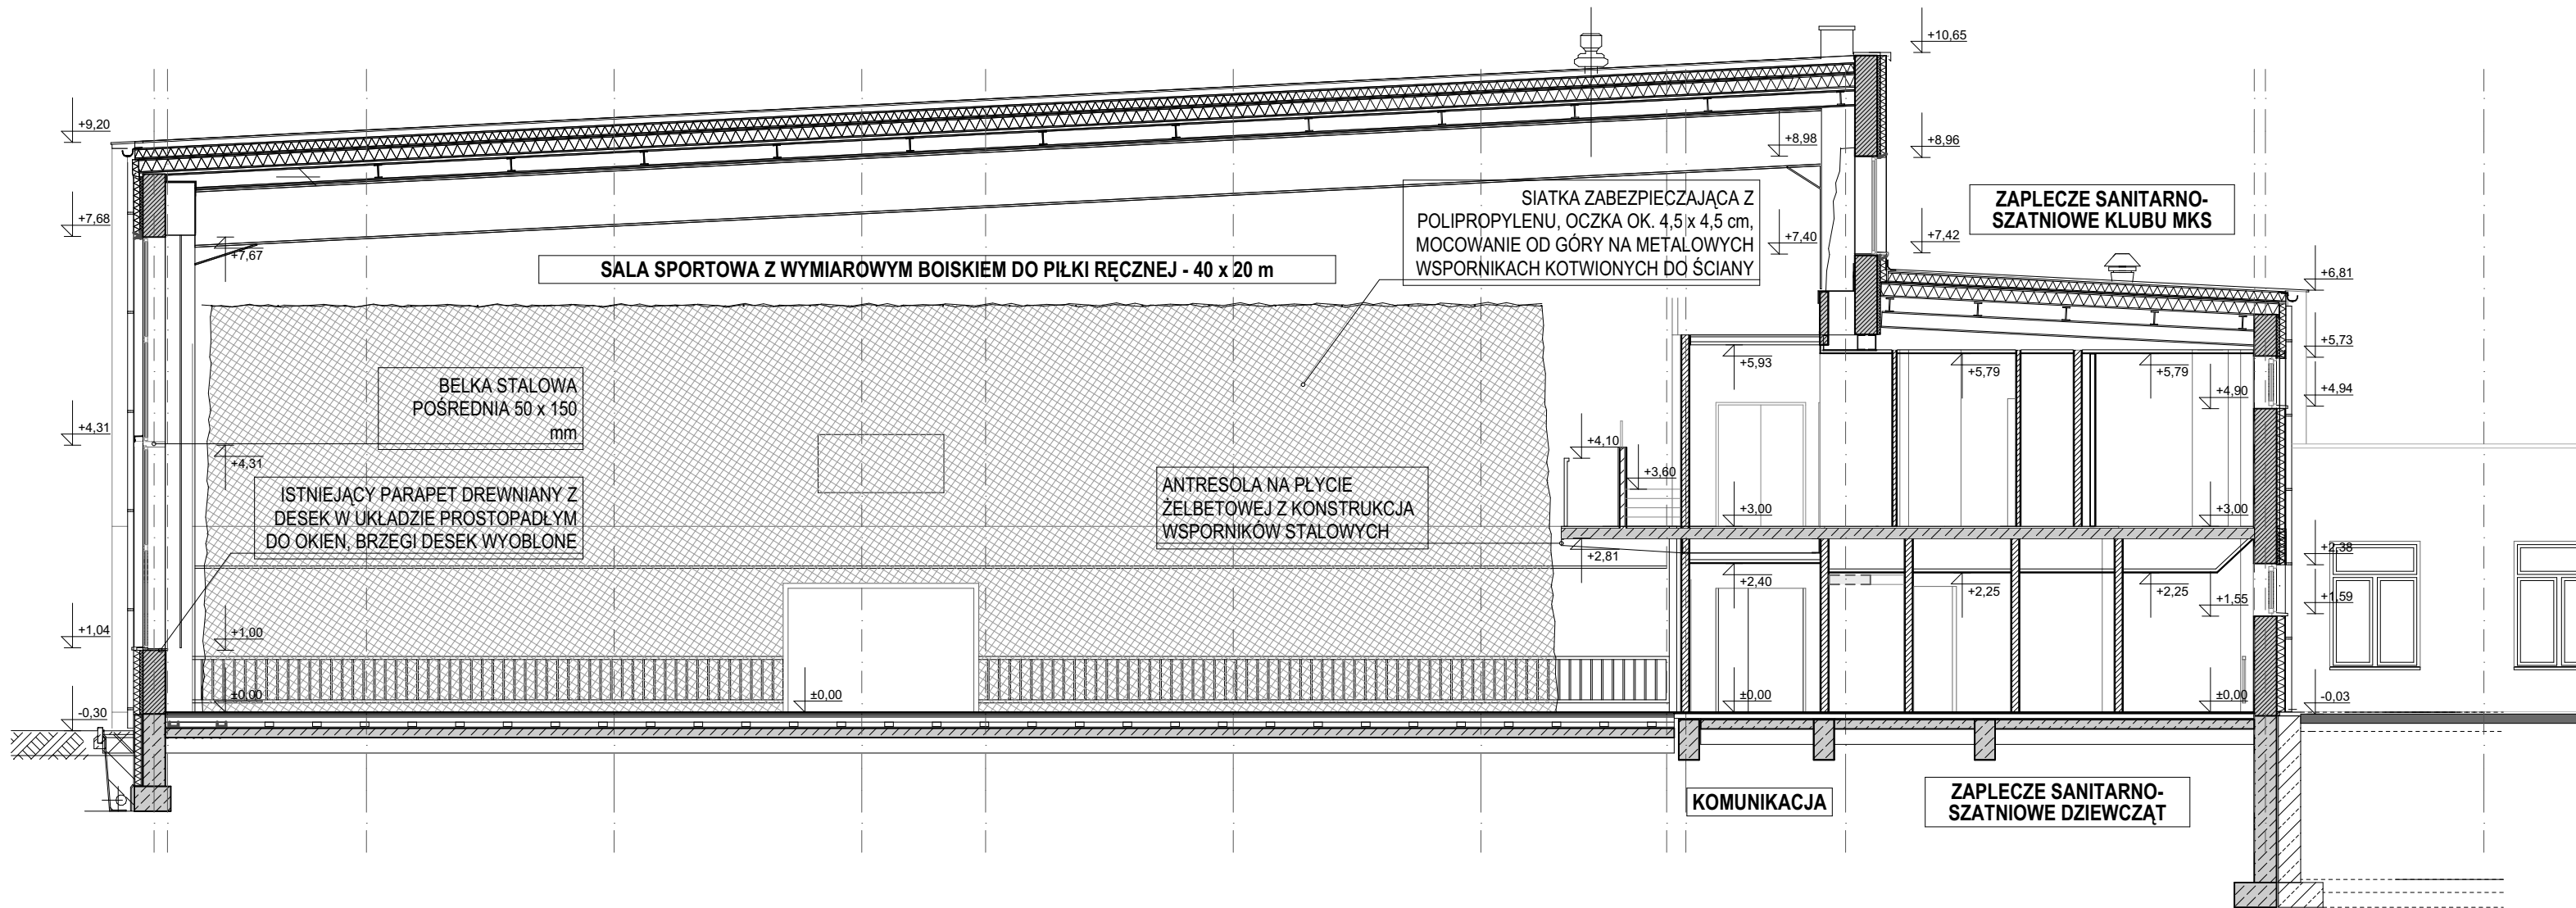 +10,65
+9,20
+8,98
+8,96
SIATKA ZABEZPIECZAJĄCA Z
POLIPROPYLENU, OCZKA OK. 4,5 x 4,5 cm,
MOCOWANIE OD GÓRY NA METALOWYCH
WSPORNIKACH KOTWIONYCH DO ŚCIANY
ZAPLECZE SANITARNO-
SZATNIOWE KLUBU MKS
+7,68
+7,67
+7,40
+7,42
SALA SPORTOWA Z WYMIAROWYM BOISKIEM DO PIŁKI RĘCZNEJ - 40 x 20 m
+6,81
+5,73
+5,93
+5,79
+5,79
BELKA STALOWA
POŚREDNIA 50 x 150
mm
+4,90
+4,94
+4,31
+4,31
+4,10
+3,60
ISTNIEJĄCY PARAPET DREWNIANY Z
DESEK W UKŁADZIE PROSTOPADŁYM
DO OKIEN, BRZEGI DESEK WYOBLONE
ANTRESOLA NA PŁYCIE
ŻELBETOWEJ Z KONSTRUKCJA
WSPORNIKÓW STALOWYCH
+3,00
+3,00
+2,81
+2,38
+2,40
+2,25
+2,25
+1,55
+1,59
+1,04
+1,00
±0,00
±0,00
±0,00
±0,00
-0,30
-0,03
KOMUNIKACJA
ZAPLECZE SANITARNO-
SZATNIOWE DZIEWCZĄT